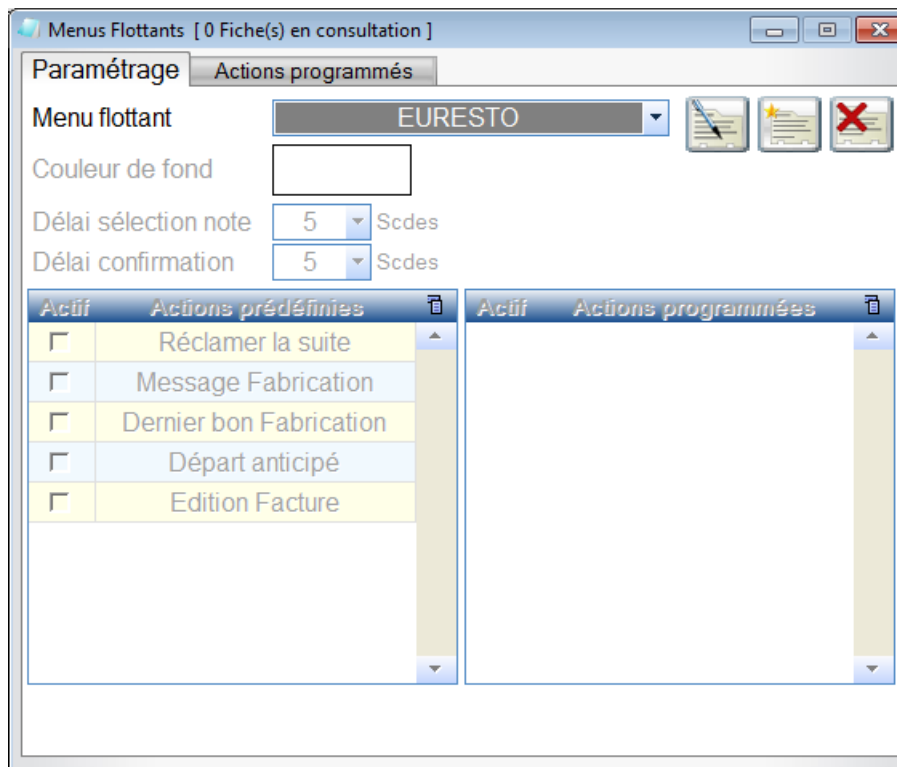 Menus Flottants [ 0 Fiche(s) en consultation ]
Paramétrage Actions programmés
Menu flottant EURESTO
Couleur de fond
Délai sélection note 5 Scdes
Délai confirmation 5 Scdes
Actif Actions prédéfinies Actif Actions programmées
Réclamer la suite
Message Fabrication
Dernier bon Fabrication
Départ anticipé
Edition Facture